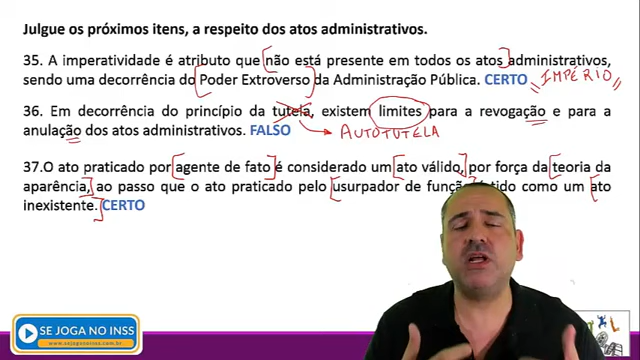 Julgue os próximos itens, a respeito dos atos administrativos.
35. A imperatividade é atributo que não está presente em todos os atos administrativos,
sendo uma decorrência do Poder Extroverso da Administração Pública. CERTO IMPÉRIO
36. Em decorrência do princípio da tutela, existem limites para a revogação e para a
anulação dos atos administrativos. FALSO AUTOTUTELA
37.O ato praticado por agente de fato é considerado um ato válido, por força da teoria da
aparência, ao passo que o ato praticado pelo usurpador de função tido como um ato
inexistente. CERTO
SE JOGA NO INSS
www.sejoganoinss.com.br